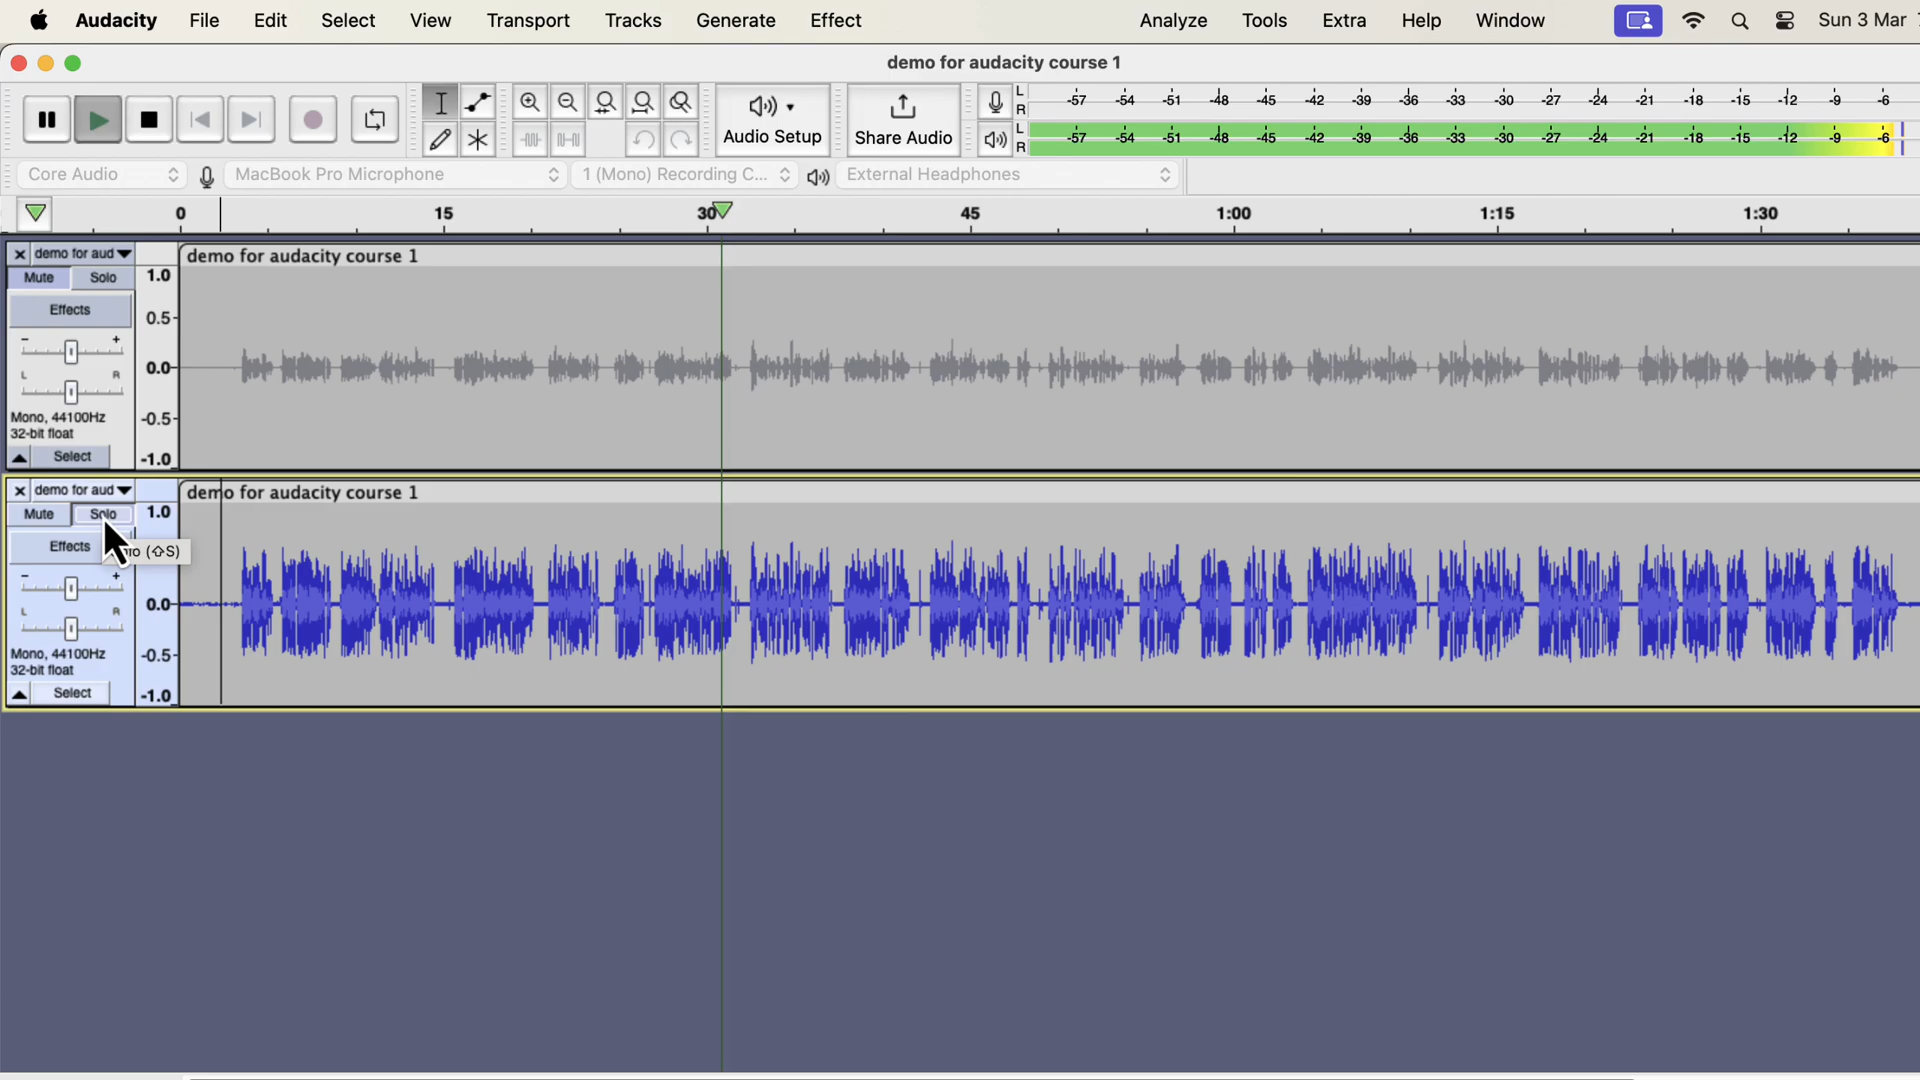 Audacity File Edit Select View Transport Tracks Generate Effect Analyze Tools Extra Help Window Sun 3 Mar
demo for audacity course 1
Audio Setup
Share Audio
L -57 -54 -51 -48 -45 -42 -39 -36 -33 -30 -27 -24 -21 -18 -15 -12 -9 -6
R
L -57 -54 -51 -48 -45 -42 -39 -36 -33 -30 -27 -24 -21 -18 -15 -12 -9 -6
R
Core Audio MacBook Pro Microphone 1 (Mono) Recording C... External Headphones
0 15 30 45 1:00 1:15 1:30
demo for aud demo for audacity course 1
Mute Solo 1.0
Effects 0.5
- +
0.0
L R
Mono, 44100Hz -0.5
32-bit float
Select -1.0
demo for aud demo for audacity course 1
Mute Solo 1.0
Effects (⇧S)
- +
0.0
L R
Mono, 44100Hz -0.5
32-bit float
Select -1.0